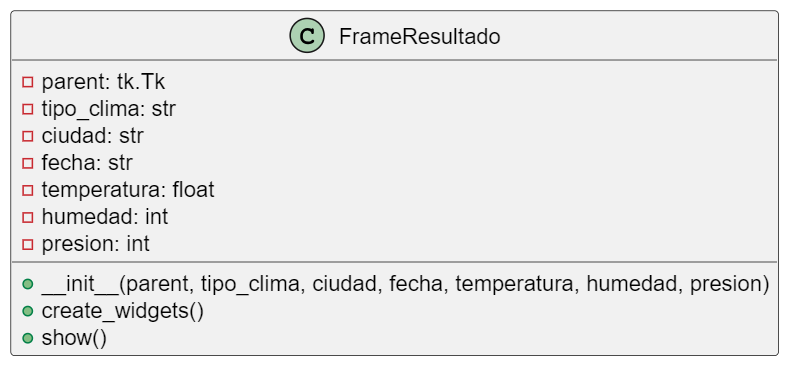 C FrameResultado
parent: tk.Tk
tipo_clima: str
ciudad: str
fecha: str
temperatura: float
humedad: int
presion: int
__init__(parent, tipo_clima, ciudad, fecha, temperatura, humedad, presion)
create_widgets()
show()